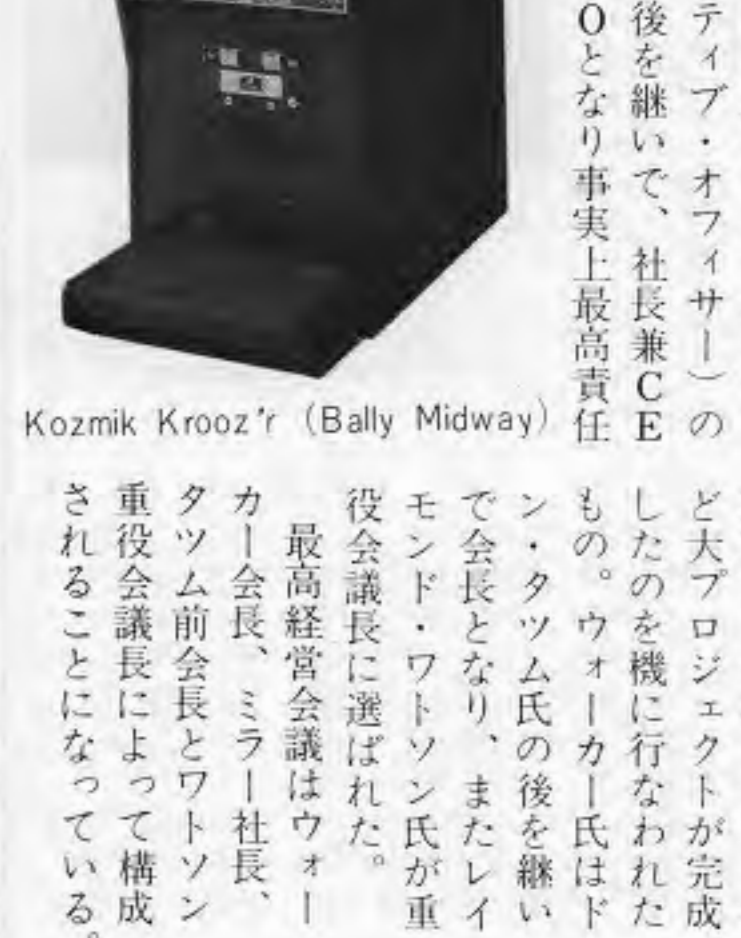 ティブ・オフィサー）の
後を継いで、社長兼CE
Oとなり事実上最高責任
Kozmik Krooz'r (Bally Midway)
ど大プロジェクトが完成
したのを機に行なわれた
もの。ウォーカー氏はド
ン・タツム氏の後を継い
で会長となり、またレイ
モンド・ワトソン氏が重
役会議長に選ばれた。
最高経営会議はウォー
カー会長、ミラー社長、
タツム前会長とワトソン
重役会議長によって構成
されることになっている。